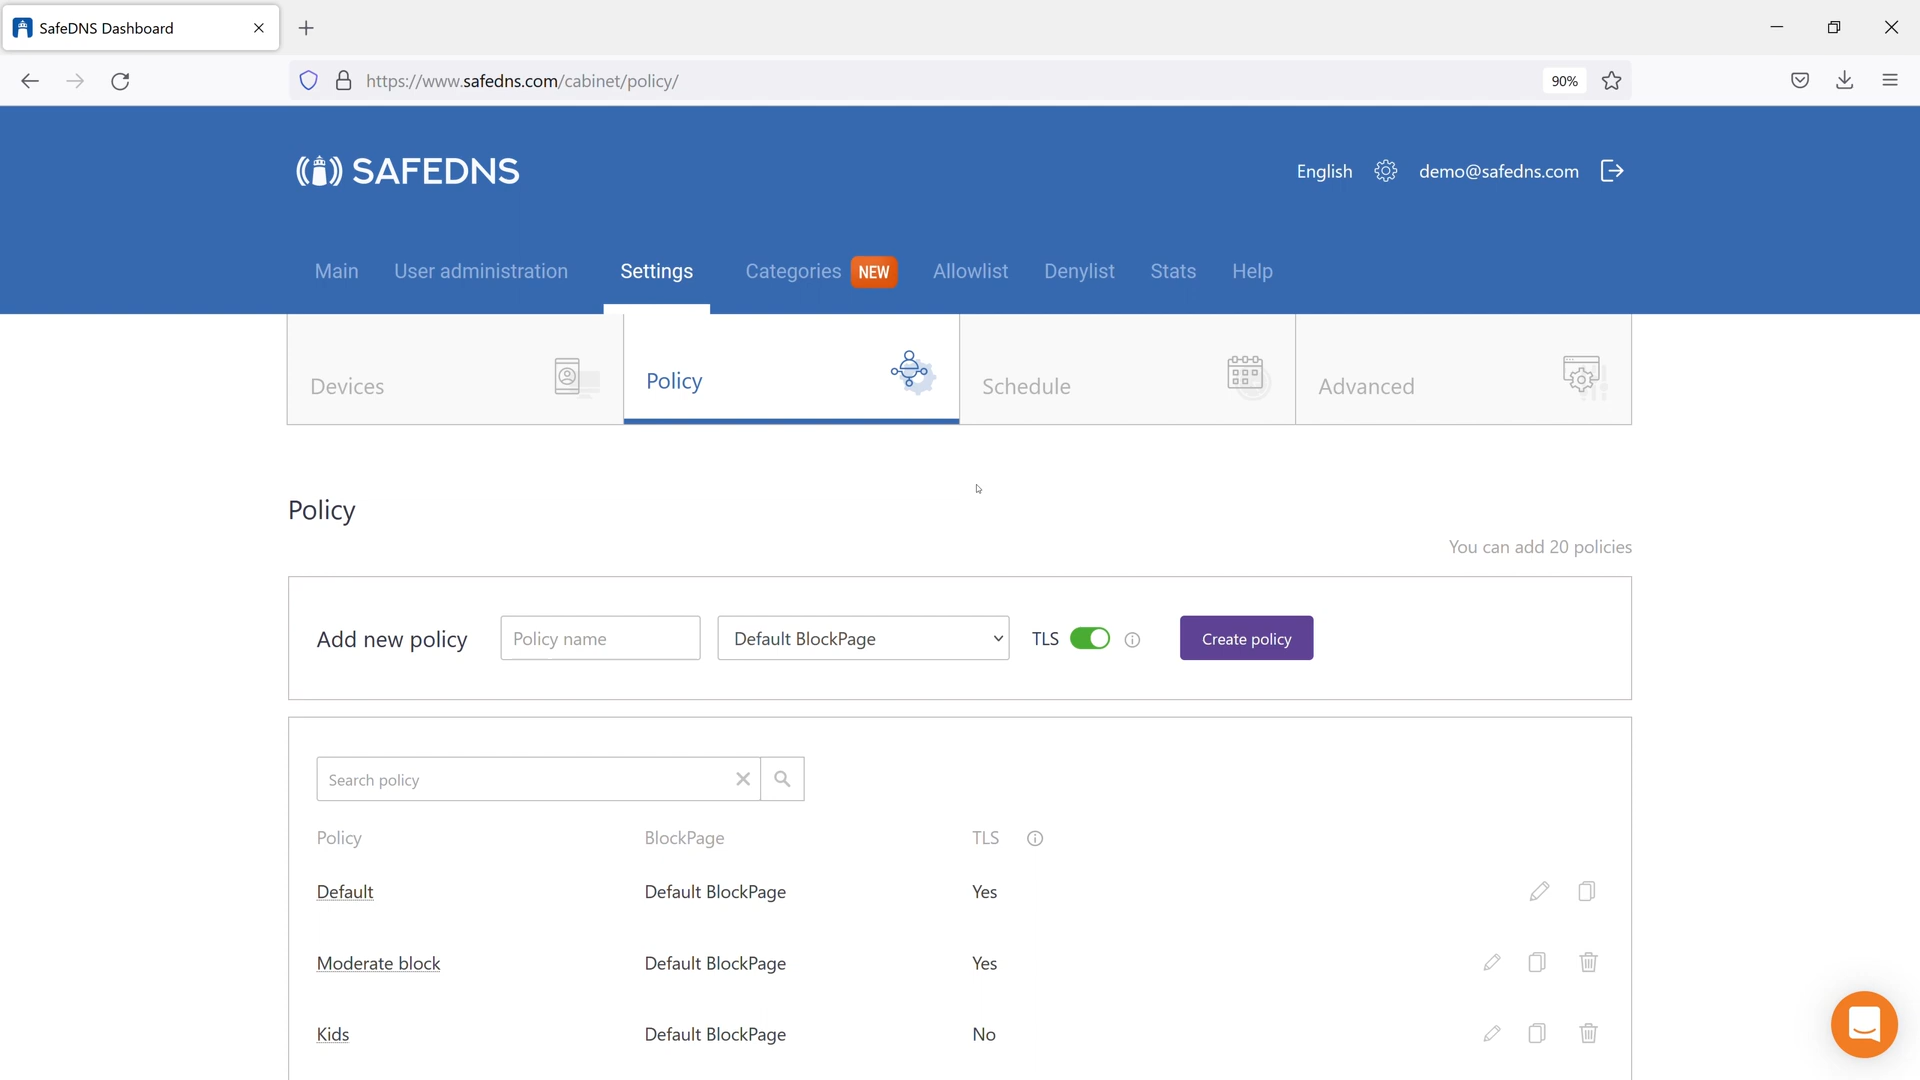 SafeDNS Dashboard
https://www.safedns.com/cabinet/policy/
90%
SAFEDNS
English
demo@safedns.com
Main
User administration
Settings
Categories NEW
Allowlist
Denylist
Stats
Help
Devices
Policy
Schedule
Advanced
Policy
You can add 20 policies
Add new policy
Policy name
Default BlockPage
TLS
Create policy
Search policy
Policy BlockPage TLS
Default Default BlockPage Yes
Moderate block Default BlockPage Yes
Kids Default BlockPage No